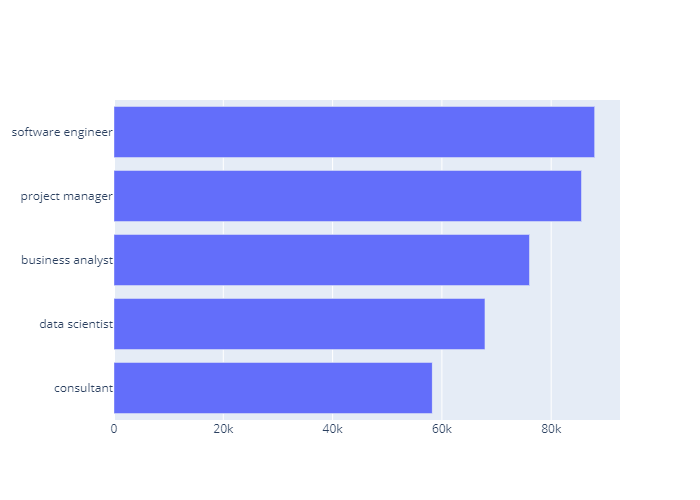 software engineer
project manager
business analyst
data scientist
consultant
0 20k 40k 60k 80k